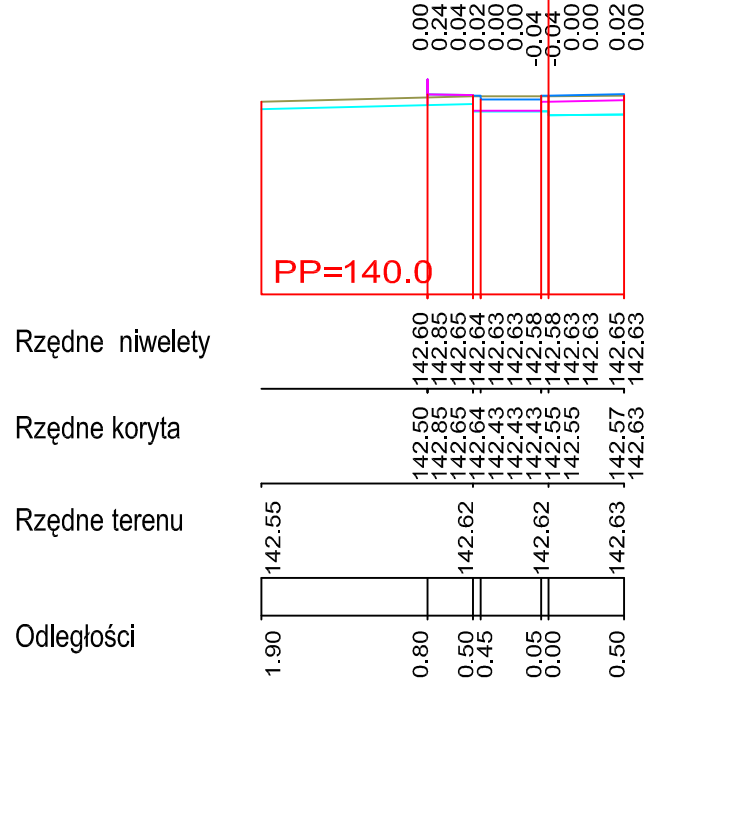 0.00 0.24 0.04 0.02 0.00 0.00 -0.04 -0.04 0.00 0.00 0.02 0.00
PP=140.0
Rzędne niwelety 142.60 142.85 142.65 142.64 142.63 142.63 142.58 142.58 142.63 142.63 142.65 142.63
Rzędne koryta 142.50 142.85 142.65 142.64 142.43 142.43 142.43 142.55 142.55 142.57 142.63
Rzędne terenu 142.55 142.62 142.62 142.63
Odległości 1.90 0.80 0.50 0.45 0.05 0.00 0.50